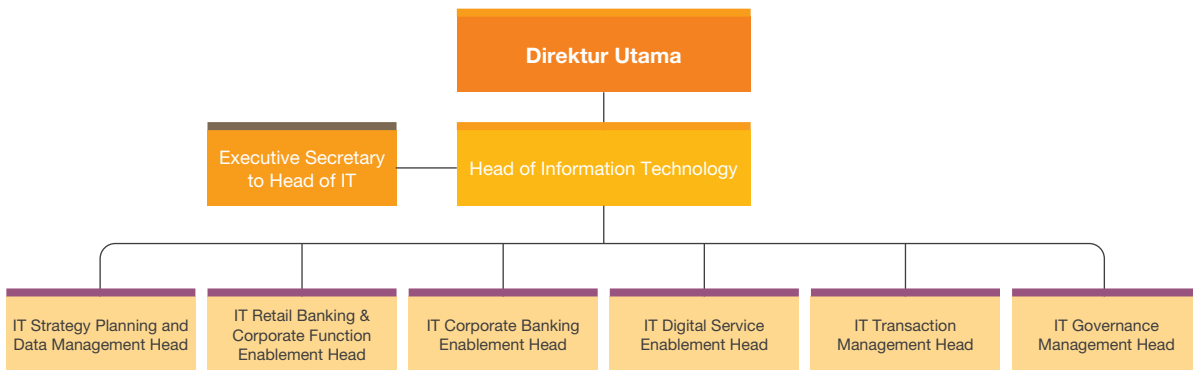 Direktur Utama
Executive Secretary
to Head of IT
Head of Information Technology
IT Strategy Planning and
Data Management Head
IT Retail Banking &
Corporate Function
Enablement Head
IT Corporate Banking
Enablement Head
IT Digital Service
Enablement Head
IT Transaction
Management Head
IT Governance
Management Head